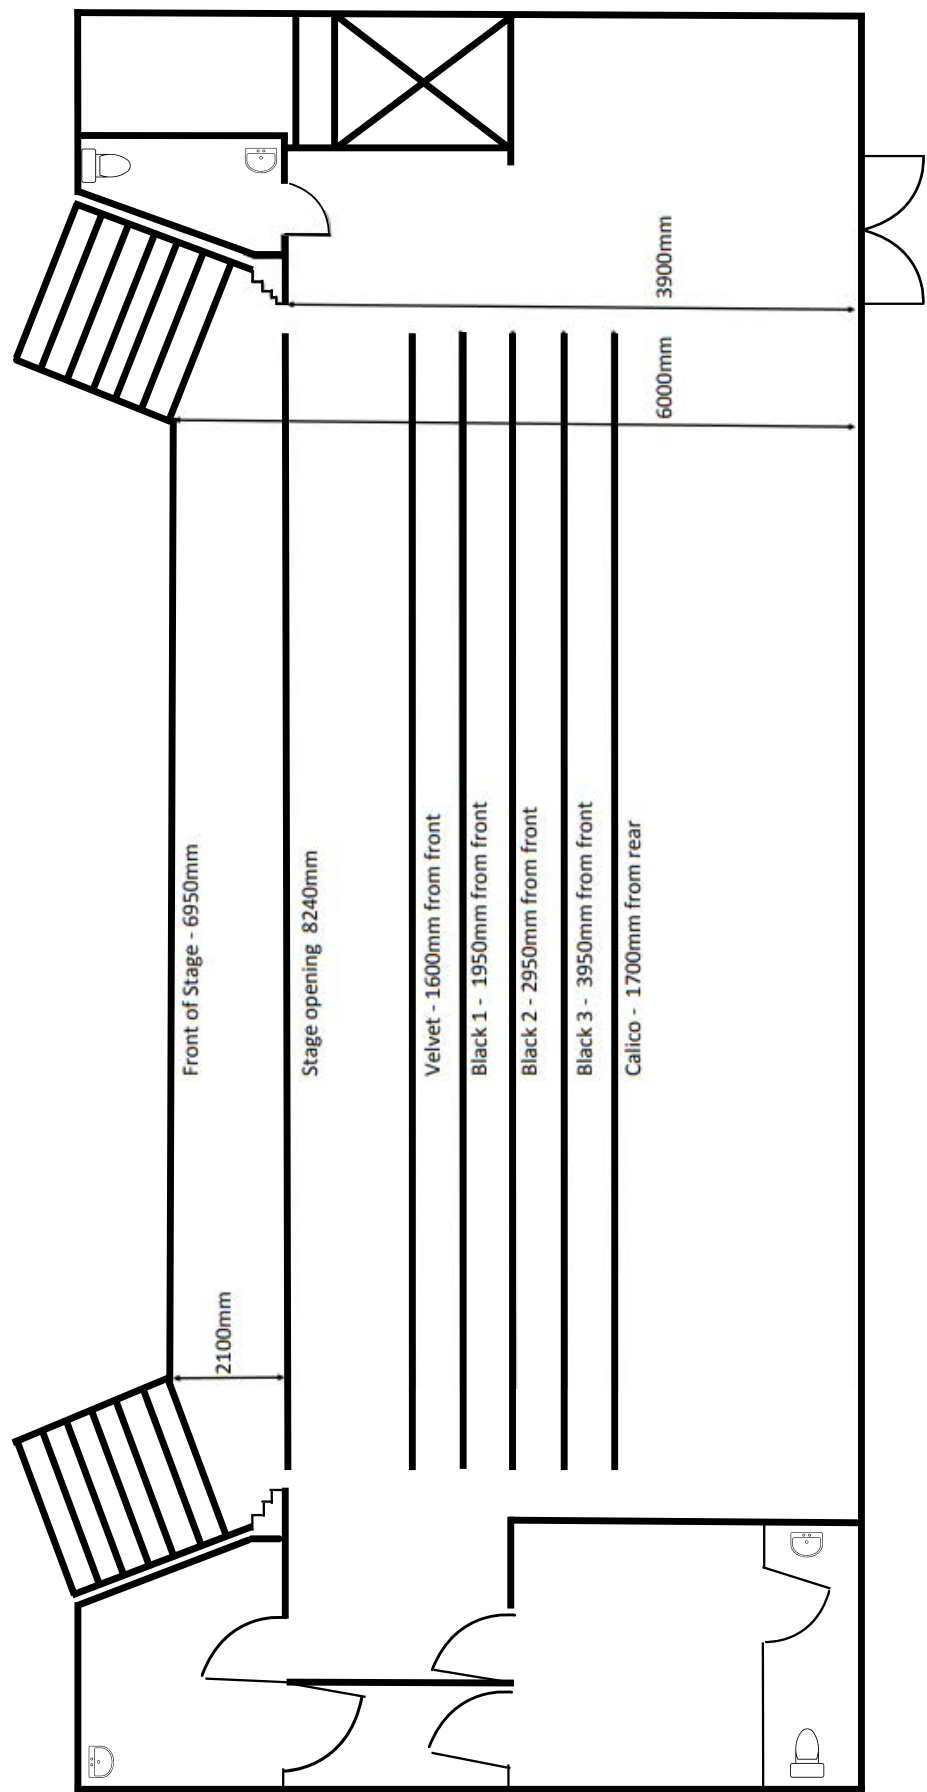 Front of Stage - 6950mm
Stage opening  8240mm
Velvet - 1600mm from front
Black 1 -  1950mm from front
Black 2 - 2950mm from front
Black 3 -  3950mm from front
Calico -  1700mm from rear
2100mm
3900mm
6000mm